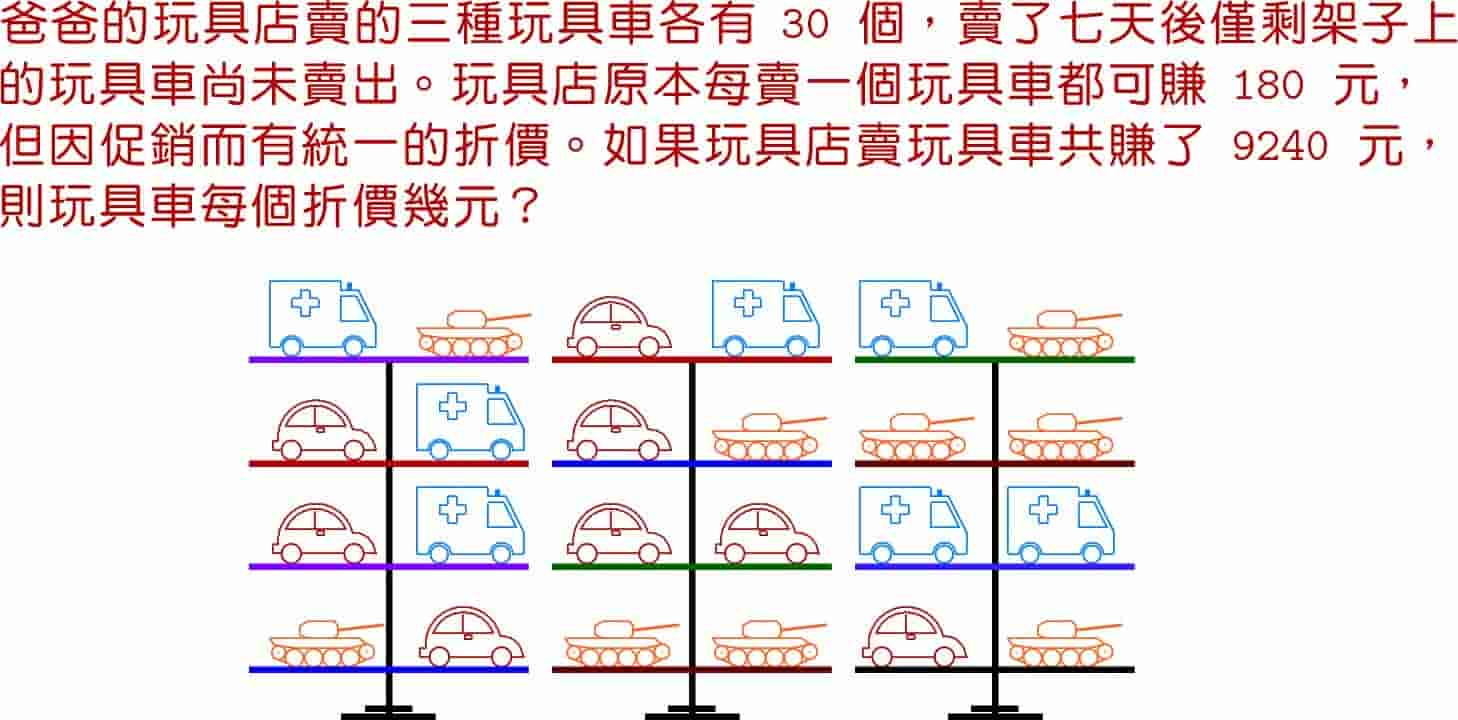 爸爸的玩具店賣的三種玩具車各有 30 個，賣了七天後僅剩架子上
的玩具車尚未賣出。玩具店原本每賣一個玩具車都可賺 180 元，
但因促銷而有統一的折價。如果玩具店賣玩具車共賺了 9240 元，
則玩具車每個折價幾元？